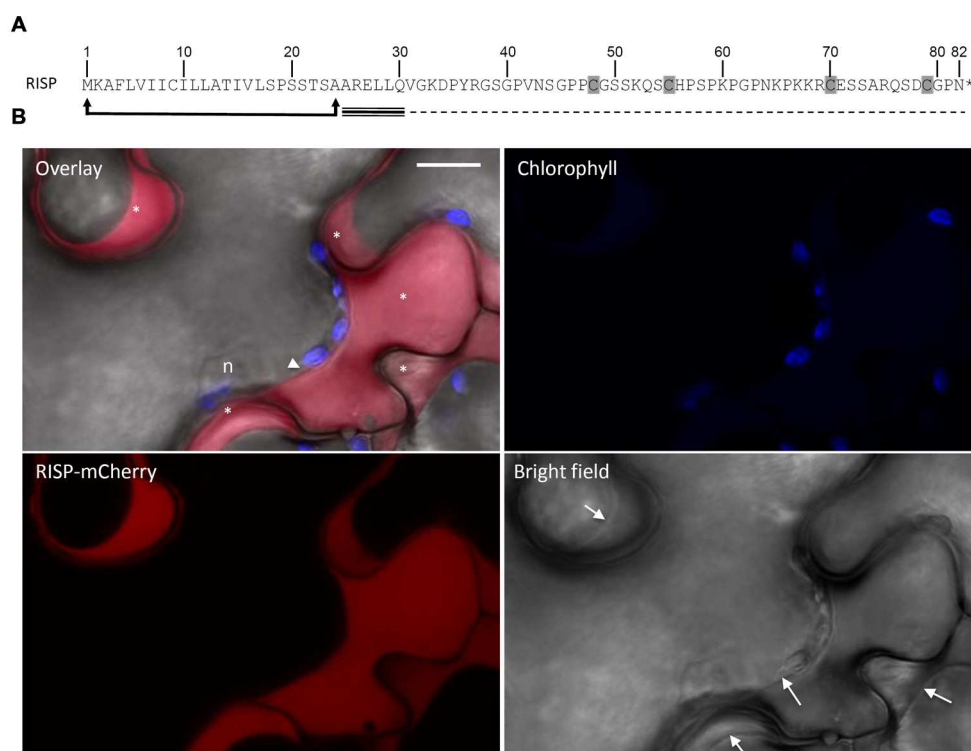 A
1 10 20 30 40 50 60 70 80 82
RISP MKAFLVIICILLATIVLSPSSTSAARELLQVGKDPYRGSGPVNSGPPCGSSKQSCHPSPKPGPNKPKKRCESSARQSDCGPN*
B
Overlay
* * * * *
n
Chlorophyll
RISP-mCherry
Bright field